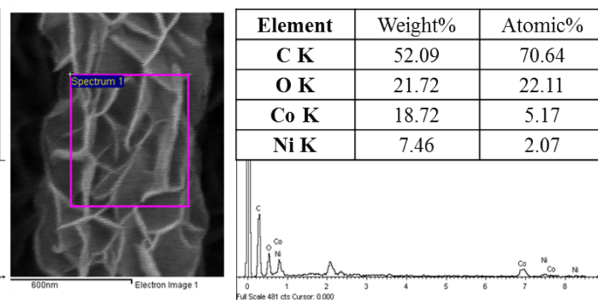 Spectrum 1
600nm Electron Image 1
Element Weight% Atomic%
C K 52.09 70.64
O K 21.72 22.11
Co K 18.72 5.17
Ni K 7.46 2.07
C
O
Co
Ni
Co
Ni
Co
Ni
0 1 2 3 4 5 6 7 8
Full Scale 481 cts Cursor: 0.000